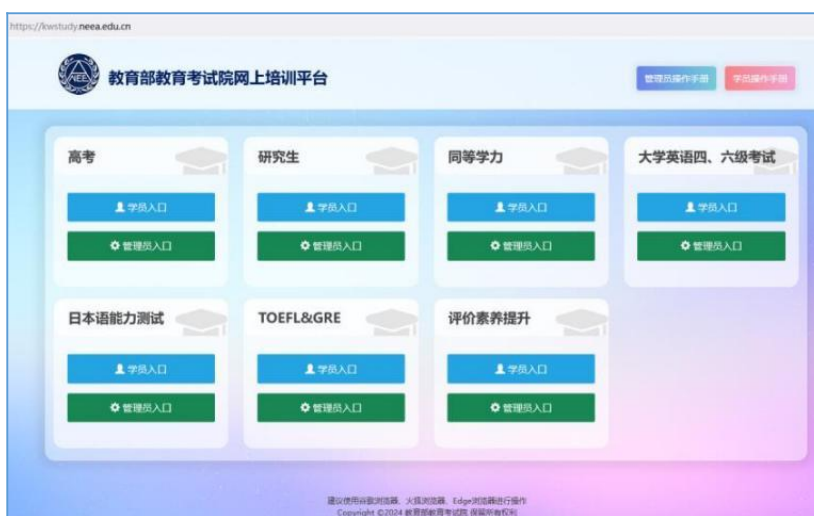 https://kwstudy.neea.edu.cn
NEEA
教育部教育考试院网上培训平台
管理员操作手册
学员操作手册
高考
研究生
同等学力
大学英语四、六级考试
学员入口
学员入口
学员入口
学员入口
管理员入口
管理员入口
管理员入口
管理员入口
日本语能力测试
TOEFL&GRE
评价素养提升
学员入口
学员入口
学员入口
管理员入口
管理员入口
管理员入口
建议使用谷歌浏览器、火狐浏览器、Edge浏览器进行操作
Copyright ©2024 教育部教育考试院 保留所有权利